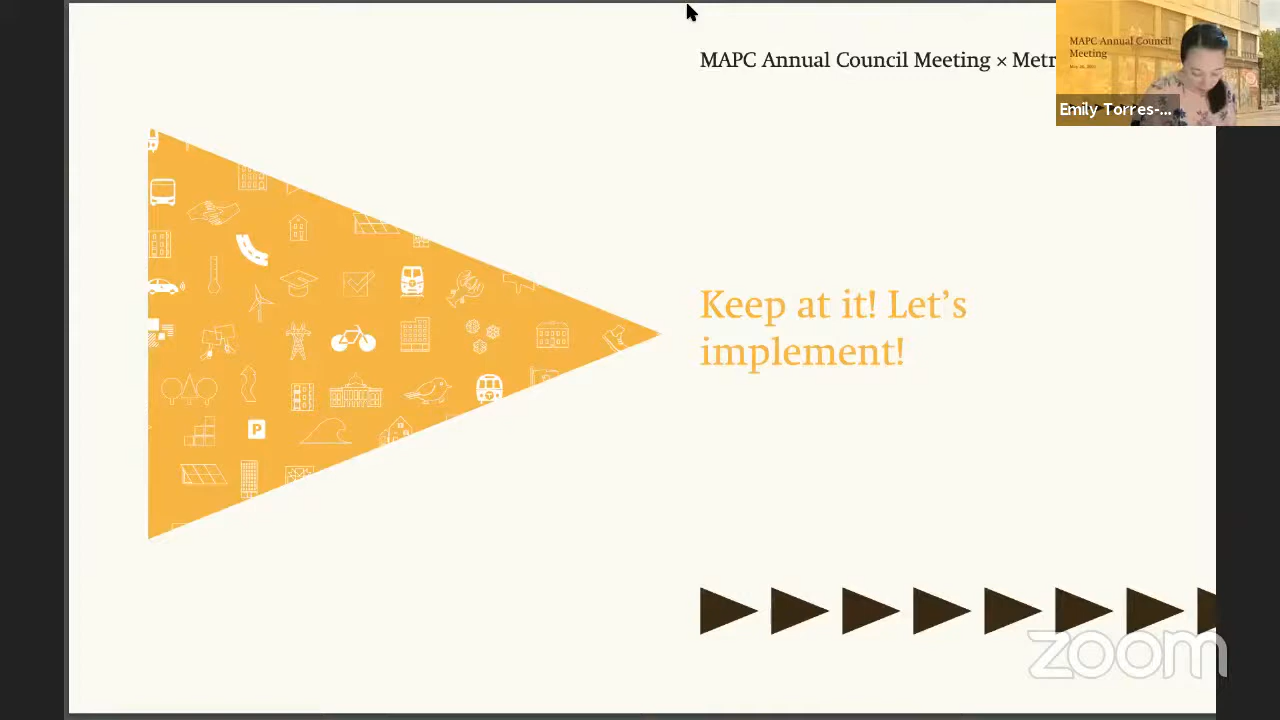 MAPC Annual Council Meeting × Metr
MAPC Annual Council
Meeting
Emily Torres-...
Keep at it! Let's
implement!
P
zoom